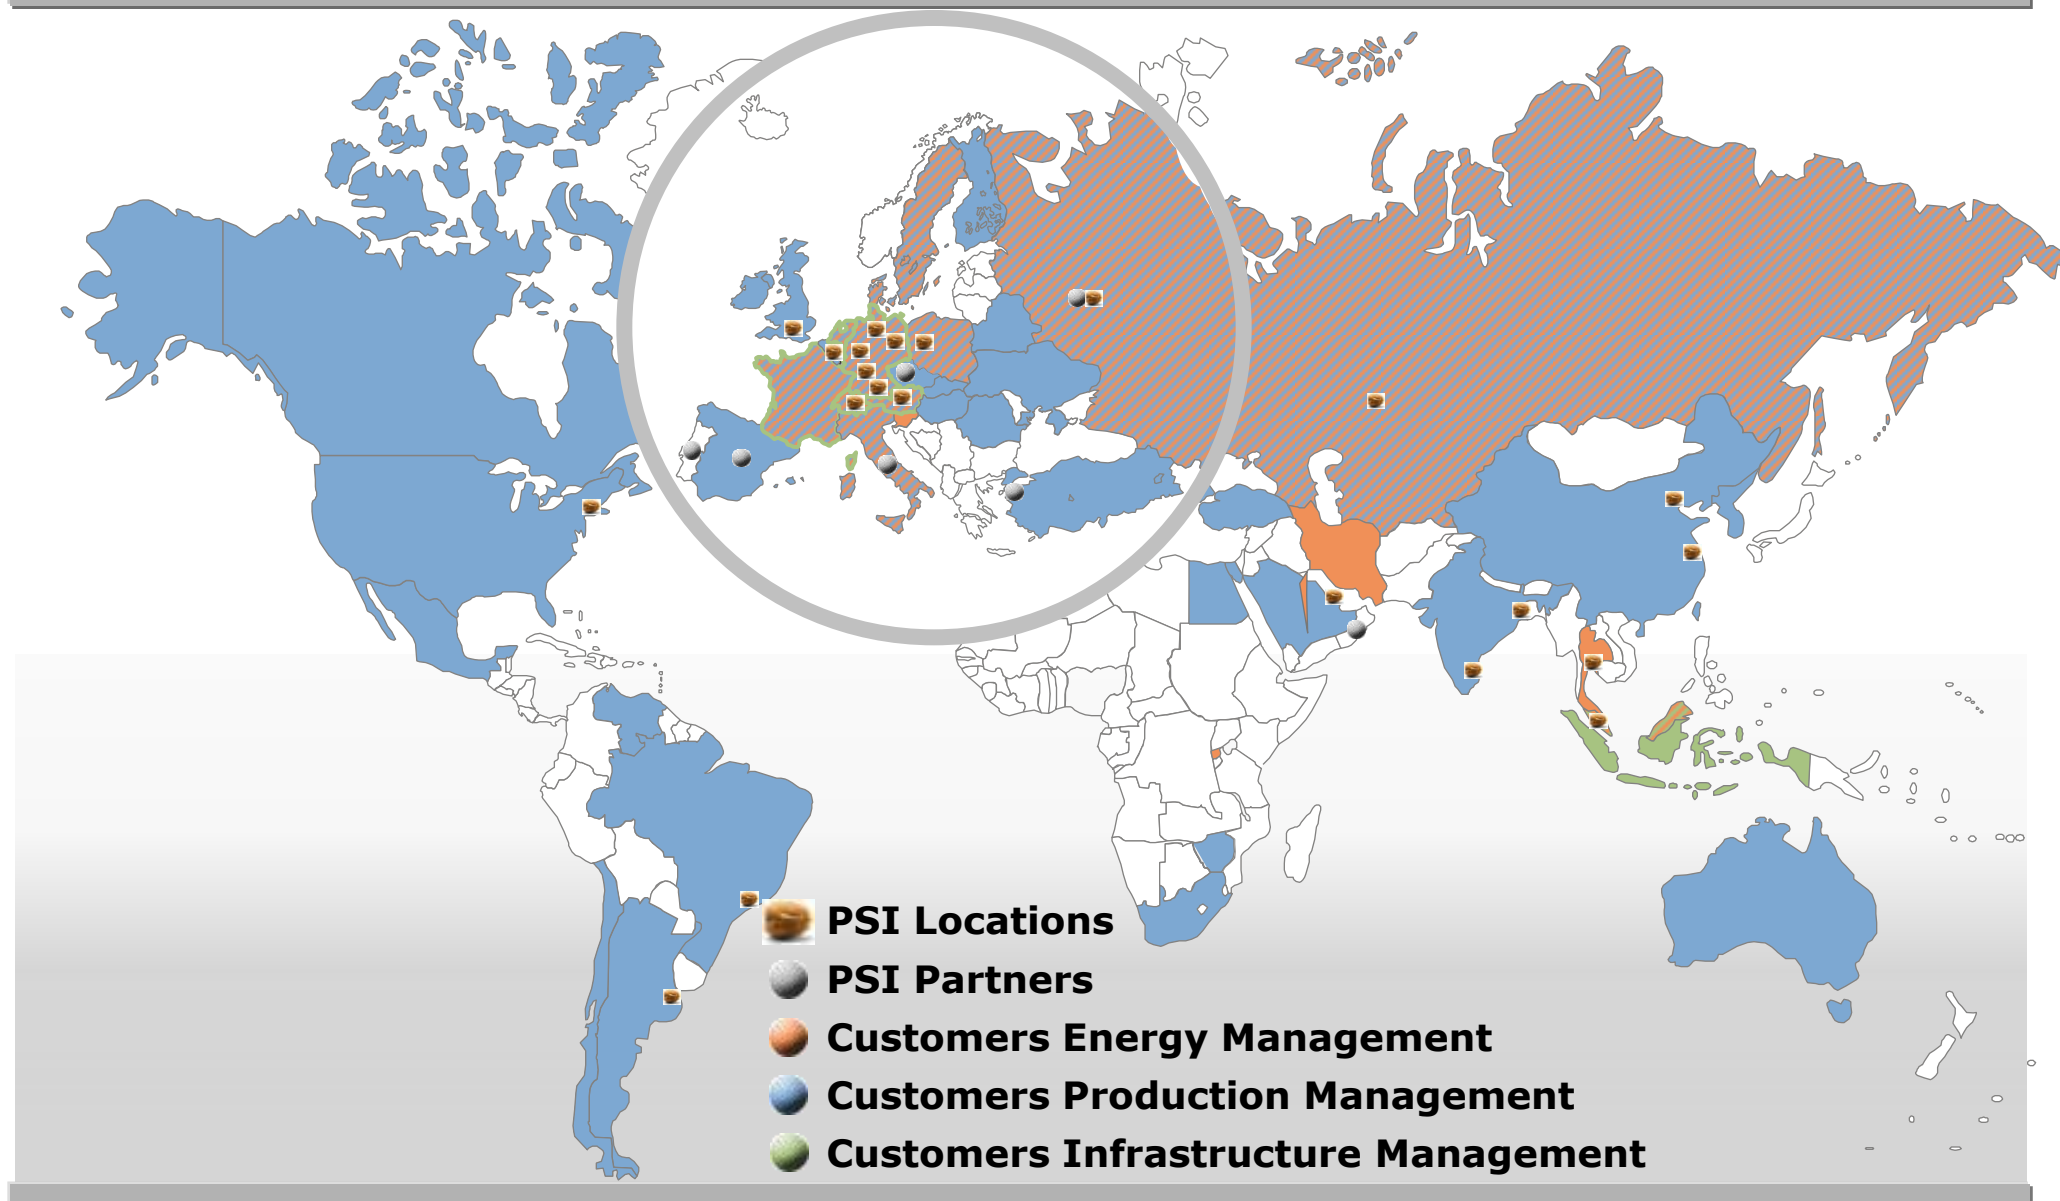 PSI Locations
PSI Partners
Customers Energy Management
Customers Production Management
Customers Infrastructure Management